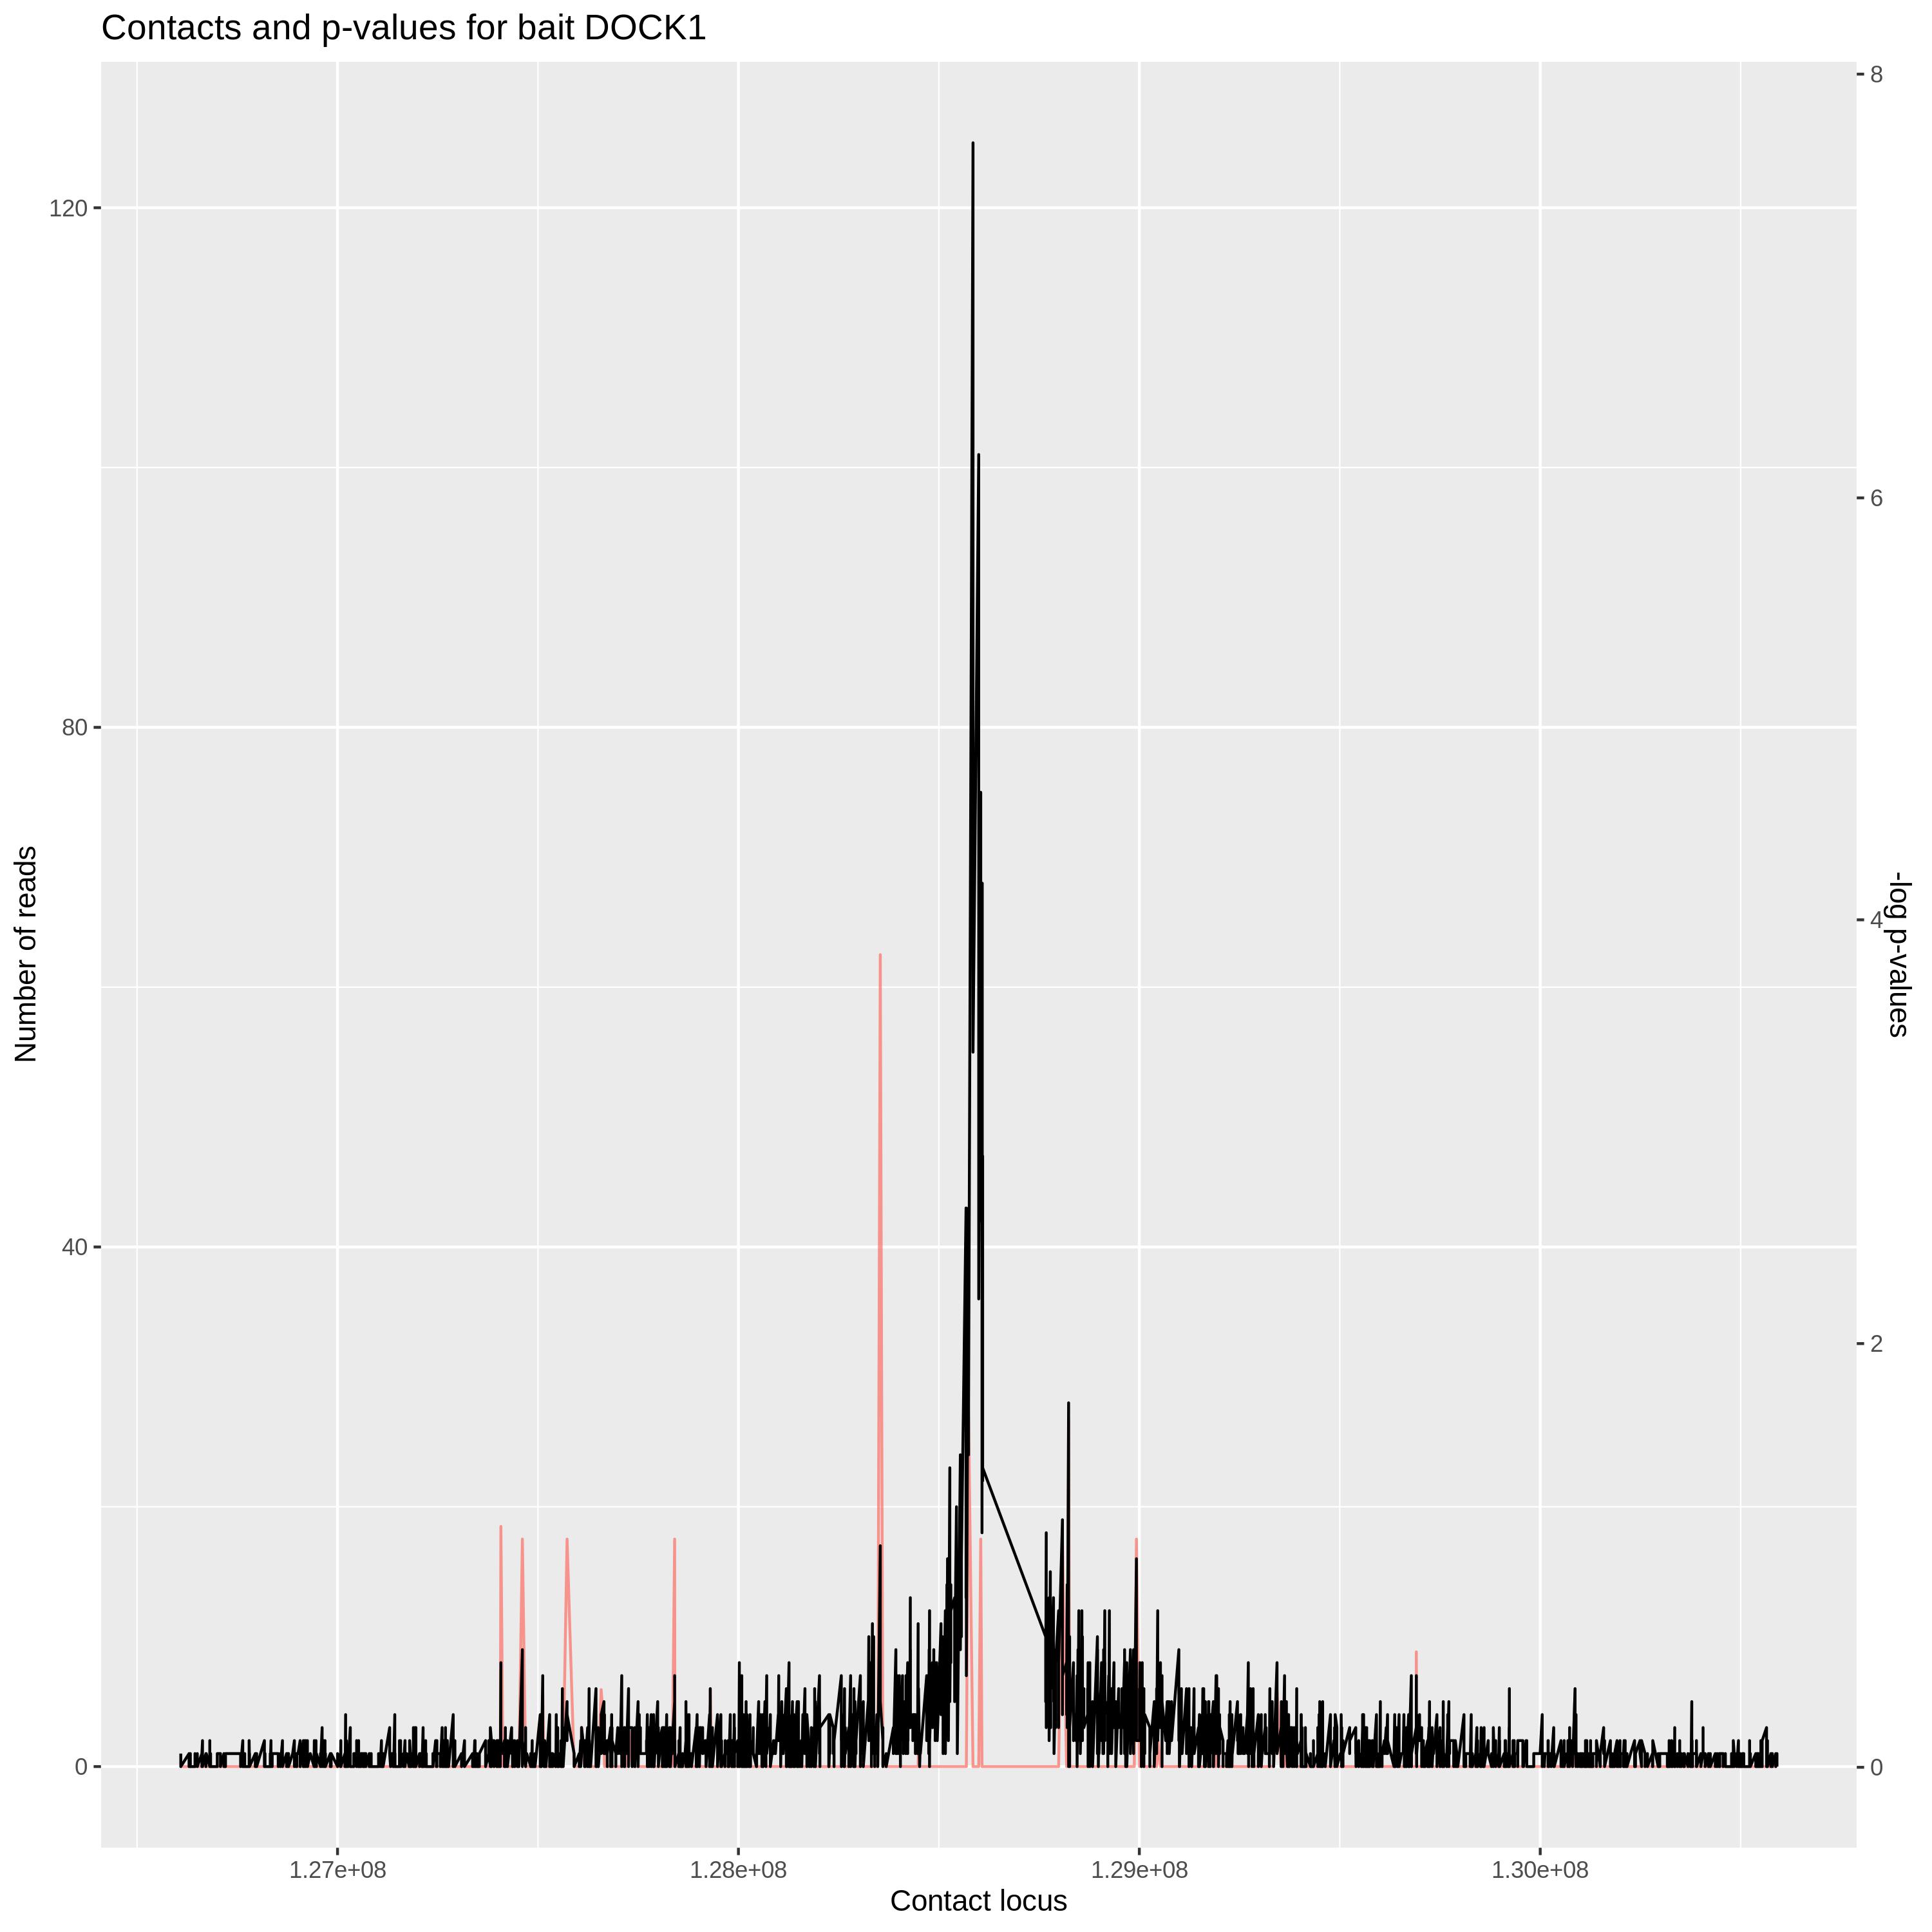 Contacts and p-values for bait DOCK1
8
120
6
80
Number of reads
4
-log p-values
40
2
0
0
1.27e+08
1.28e+08
1.29e+08
1.30e+08
Contact locus